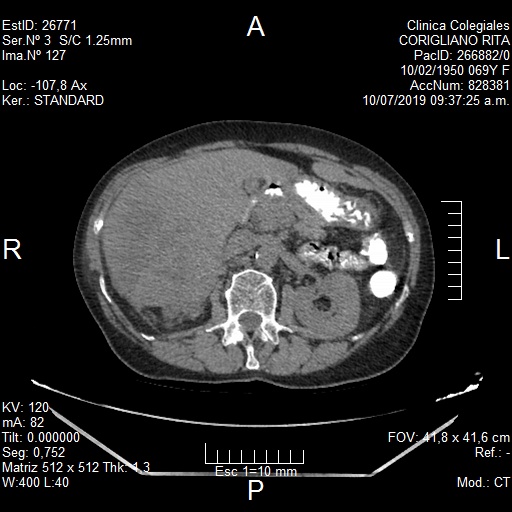 EstID: 26771
Ser.Nº 3 S/C 1.25mm
Ima.Nº 127
Loc: -107,8 Ax
Ker.: STANDARD
A
Clinica Colegiales
CORIGLIANO RITA
PacID: 266882/0
10/02/1950 069Y F
AccNum: 828381
10/07/2019 09:37:25 a.m.
R
L
KV: 120
mA: 82
Tilt: 0.000000
Seg: 0,752
Matriz 512 x 512 Thk: 1.3
W:400 L:40
Esc 1=10 mm
P
FOV: 41,8 x 41,6 cm
Ref.: -
Mod.: CT